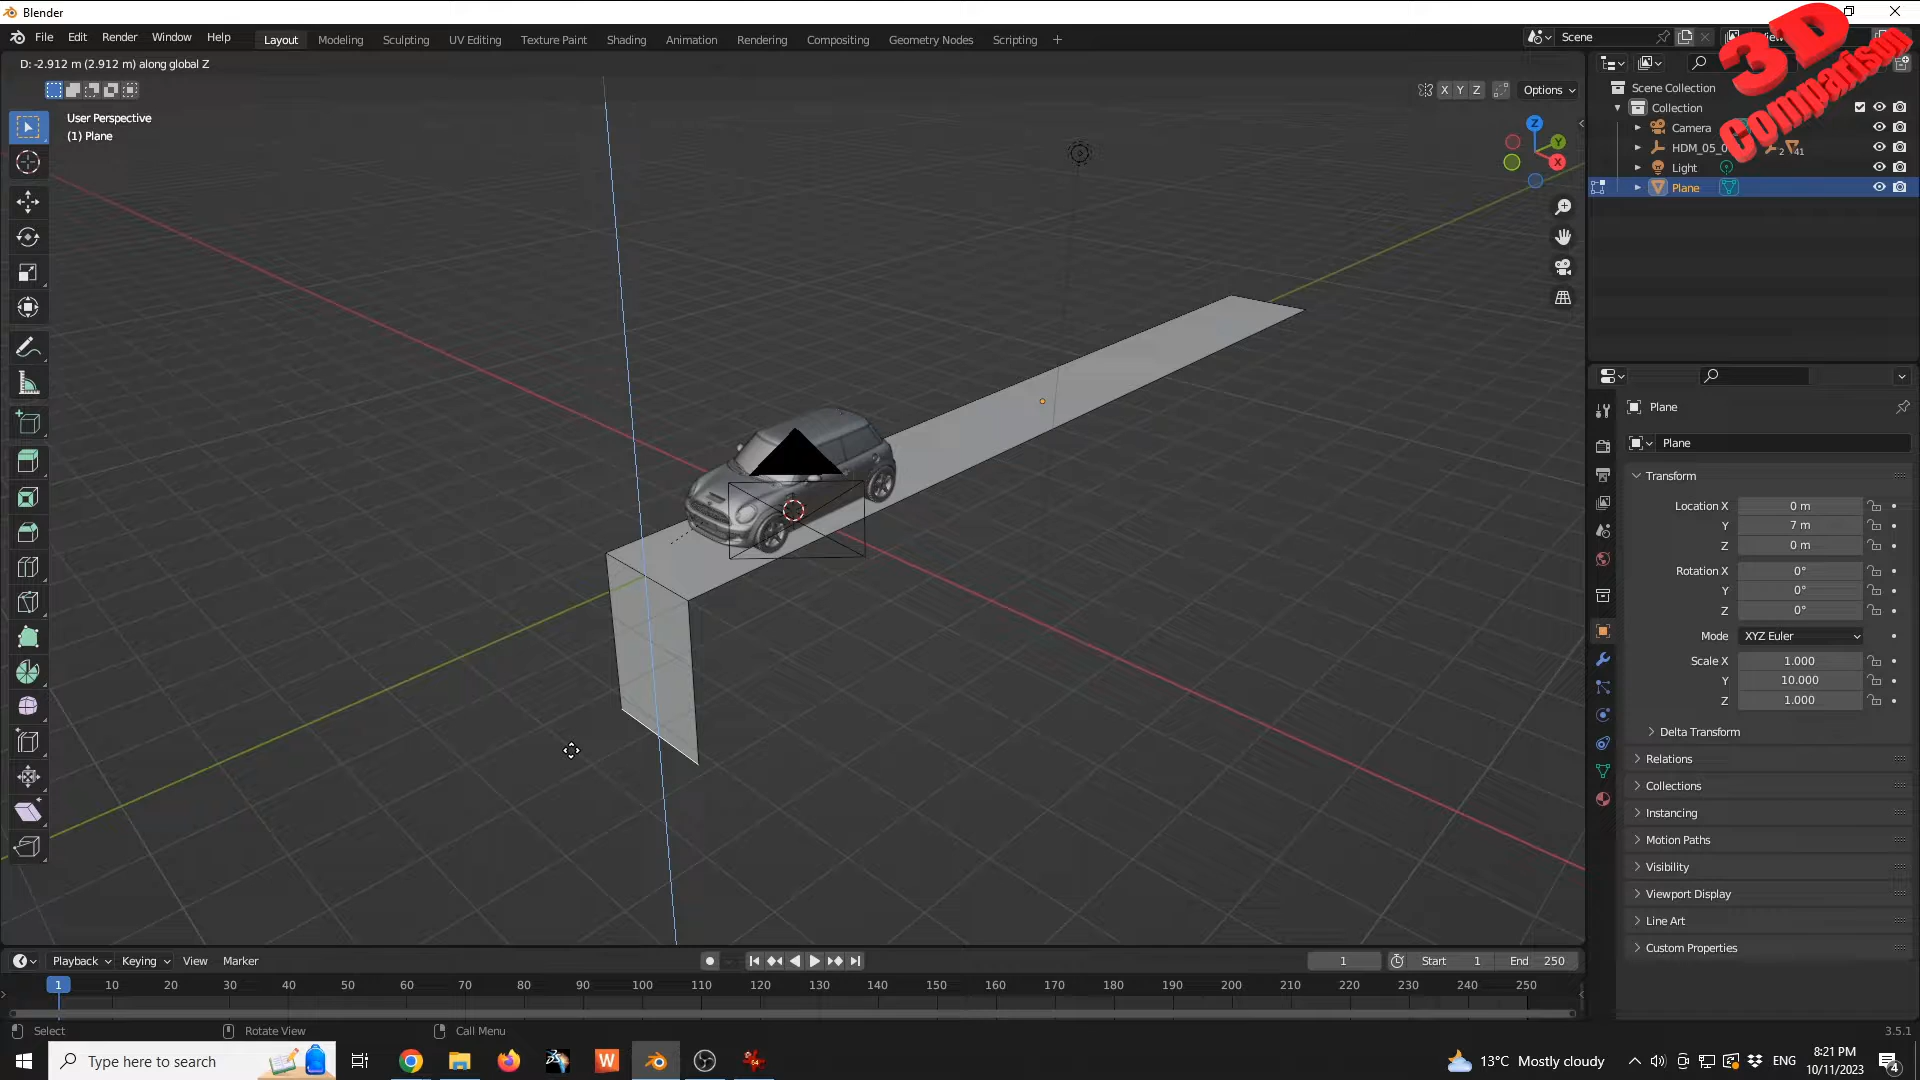 Blender
File Edit Render Window Help
Layout Modeling Sculpting UV Editing Texture Paint Shading Animation Rendering Compositing Geometry Nodes Scripting +
Scene
3D
Comparison
D: -2.912 m (2.912 m) along global Z
X Y Z Options
User Perspective
(1) Plane
Z
Y
X
Scene Collection
Collection
Camera
HDM_05_0
2
41
Light
Plane
Plane
Plane
Transform
Location X 0 m
Y 7 m
Z 0 m
Rotation X 0°
Y 0°
Z 0°
Mode XYZ Euler
Scale X 1.000
Y 10.000
Z 1.000
Delta Transform
Relations
Collections
Instancing
Motion Paths
Visibility
Viewport Display
Line Art
Custom Properties
Playback Keying View Marker
1 Start 1 End 250
1 10 20 30 40 50 60 70 80 90 100 110 120 130 140 150 160 170 180 190 200 210 220 230 240 250
Select Rotate View Call Menu 3.5.1
Type here to search
W
13°C Mostly cloudy
ENG
8:21 PM
10/11/2023
4